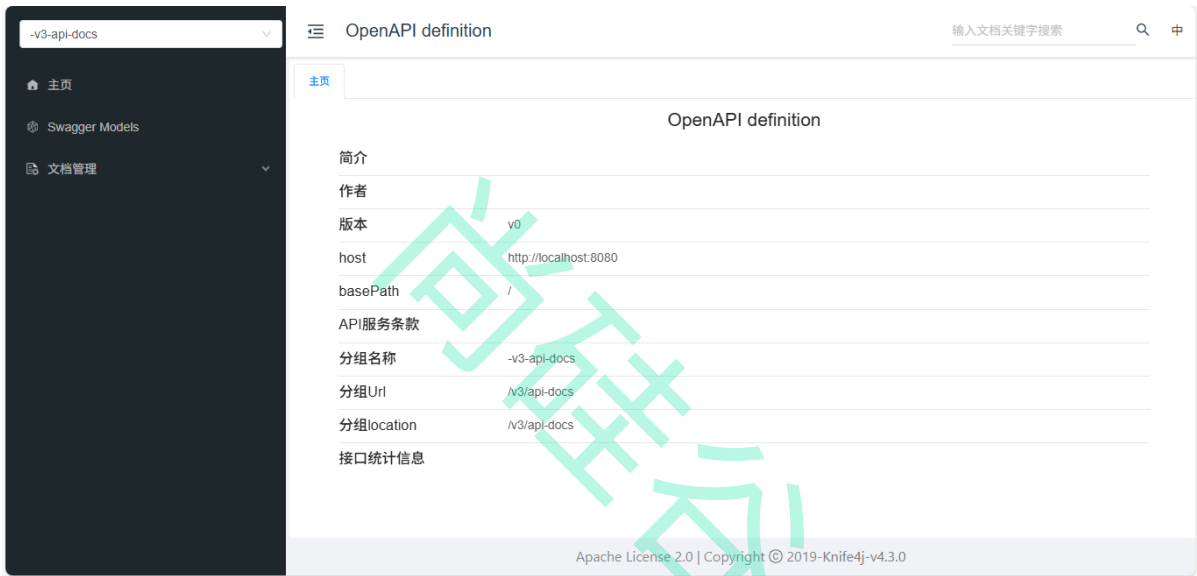 -v3-api-docs
主页
Swagger Models
文档管理
OpenAPI definition
输入文档关键字搜索
中
主页
OpenAPI definition
简介
作者
版本 v0
host http://localhost:8080
basePath /
API服务条款
分组名称 -v3-api-docs
分组Url /v3/api-docs
分组location /v3/api-docs
接口统计信息
Apache License 2.0 | Copyright © 2019-Knife4j-v4.3.0
尚硅谷